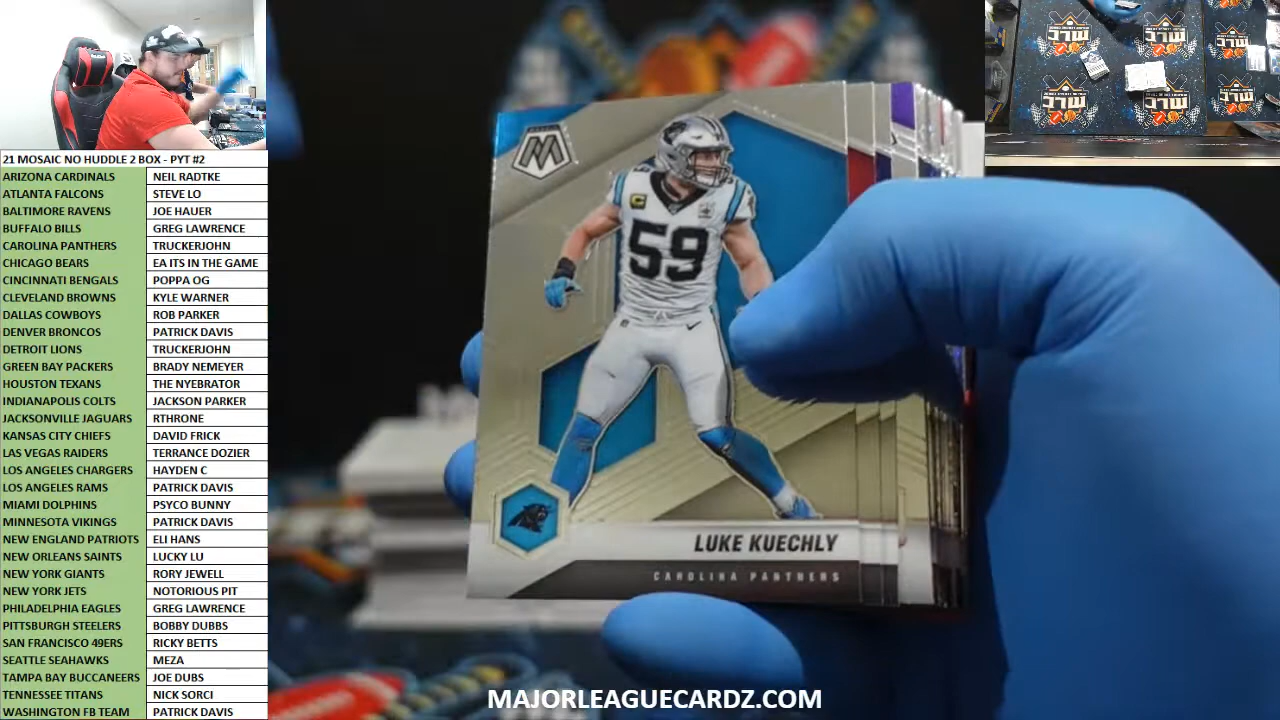 21 MOSAIC NO HUDDLE 2 BOX - PYT #2
ARIZONA CARDINALS NEIL RADTKE
ATLANTA FALCONS STEVE LO
BALTIMORE RAVENS JOE HAUER
BUFFALO BILLS GREG LAWRENCE
CAROLINA PANTHERS TRUCKERJOHN
CHICAGO BEARS EA ITS IN THE GAME
CINCINNATI BENGALS POPPA OG
CLEVELAND BROWNS KYLE WARNER
DALLAS COWBOYS ROB PARKER
DENVER BRONCOS PATRICK DAVIS
DETROIT LIONS TRUCKERJOHN
GREEN BAY PACKERS BRADY NEMEYER
HOUSTON TEXANS THE NYEBRATOR
INDIANAPOLIS COLTS JACKSON PARKER
JACKSONVILLE JAGUARS RTHRONE
KANSAS CITY CHIEFS DAVID FRICK
LAS VEGAS RAIDERS TERRANCE DOZIER
LOS ANGELES CHARGERS HAYDEN C
LOS ANGELES RAMS PATRICK DAVIS
MIAMI DOLPHINS PSYCO BUNNY
MINNESOTA VIKINGS PATRICK DAVIS
NEW ENGLAND PATRIOTS ELI HANS
NEW ORLEANS SAINTS LUCKY LU
NEW YORK GIANTS RORY JEWELL
NEW YORK JETS NOTORIOUS PIT
PHILADELPHIA EAGLES GREG LAWRENCE
PITTSBURGH STEELERS BOBBY DUBBS
SAN FRANCISCO 49ERS RICKY BETTS
SEATTLE SEAHAWKS MEZA
TAMPA BAY BUCCANEERS JOE DUBS
TENNESSEE TITANS NICK SORCI
WASHINGTON FB TEAM PATRICK DAVIS
M
59
59
C
LUKE KUECHLY
CAROLINA PANTHERS
MAJORLEAGUECARDZ.COM